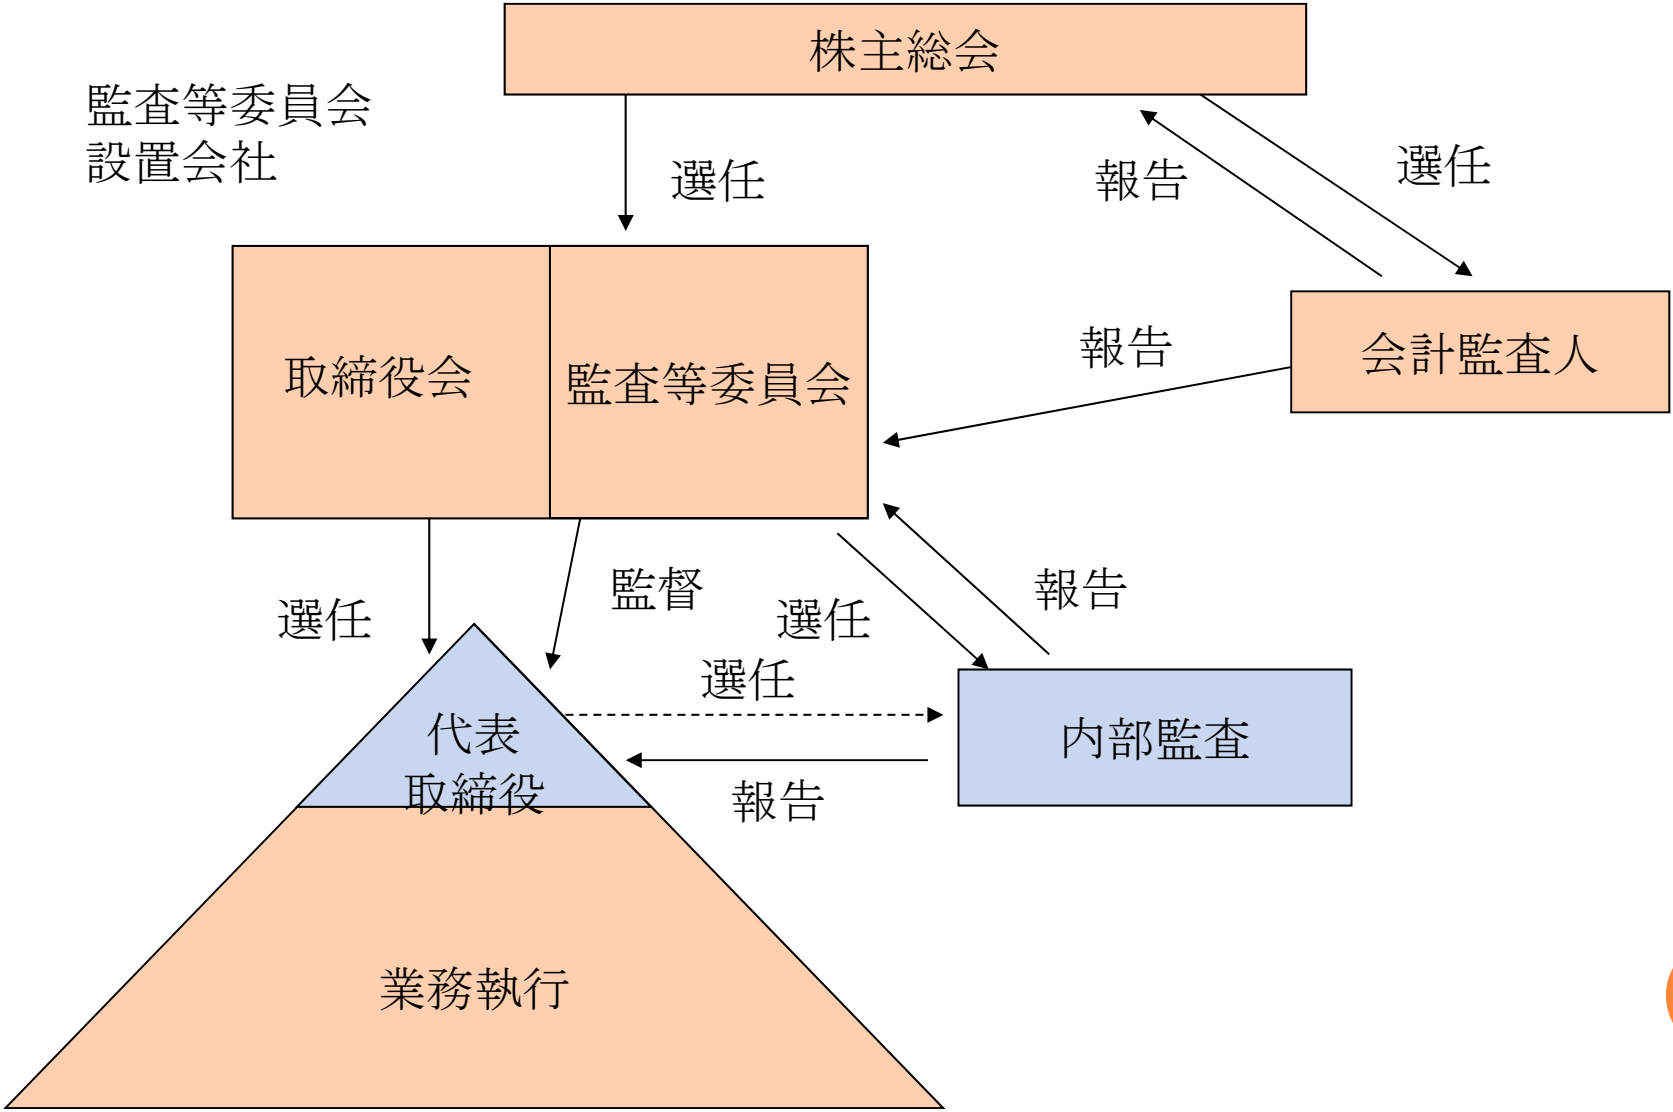 株主総会
監査等委員会
設置会社
選任
報告
選任
取締役会
監査等委員会
報告
会計監査人
選任
監督
選任
報告
選任
代表
取締役
内部監査
報告
業務執行